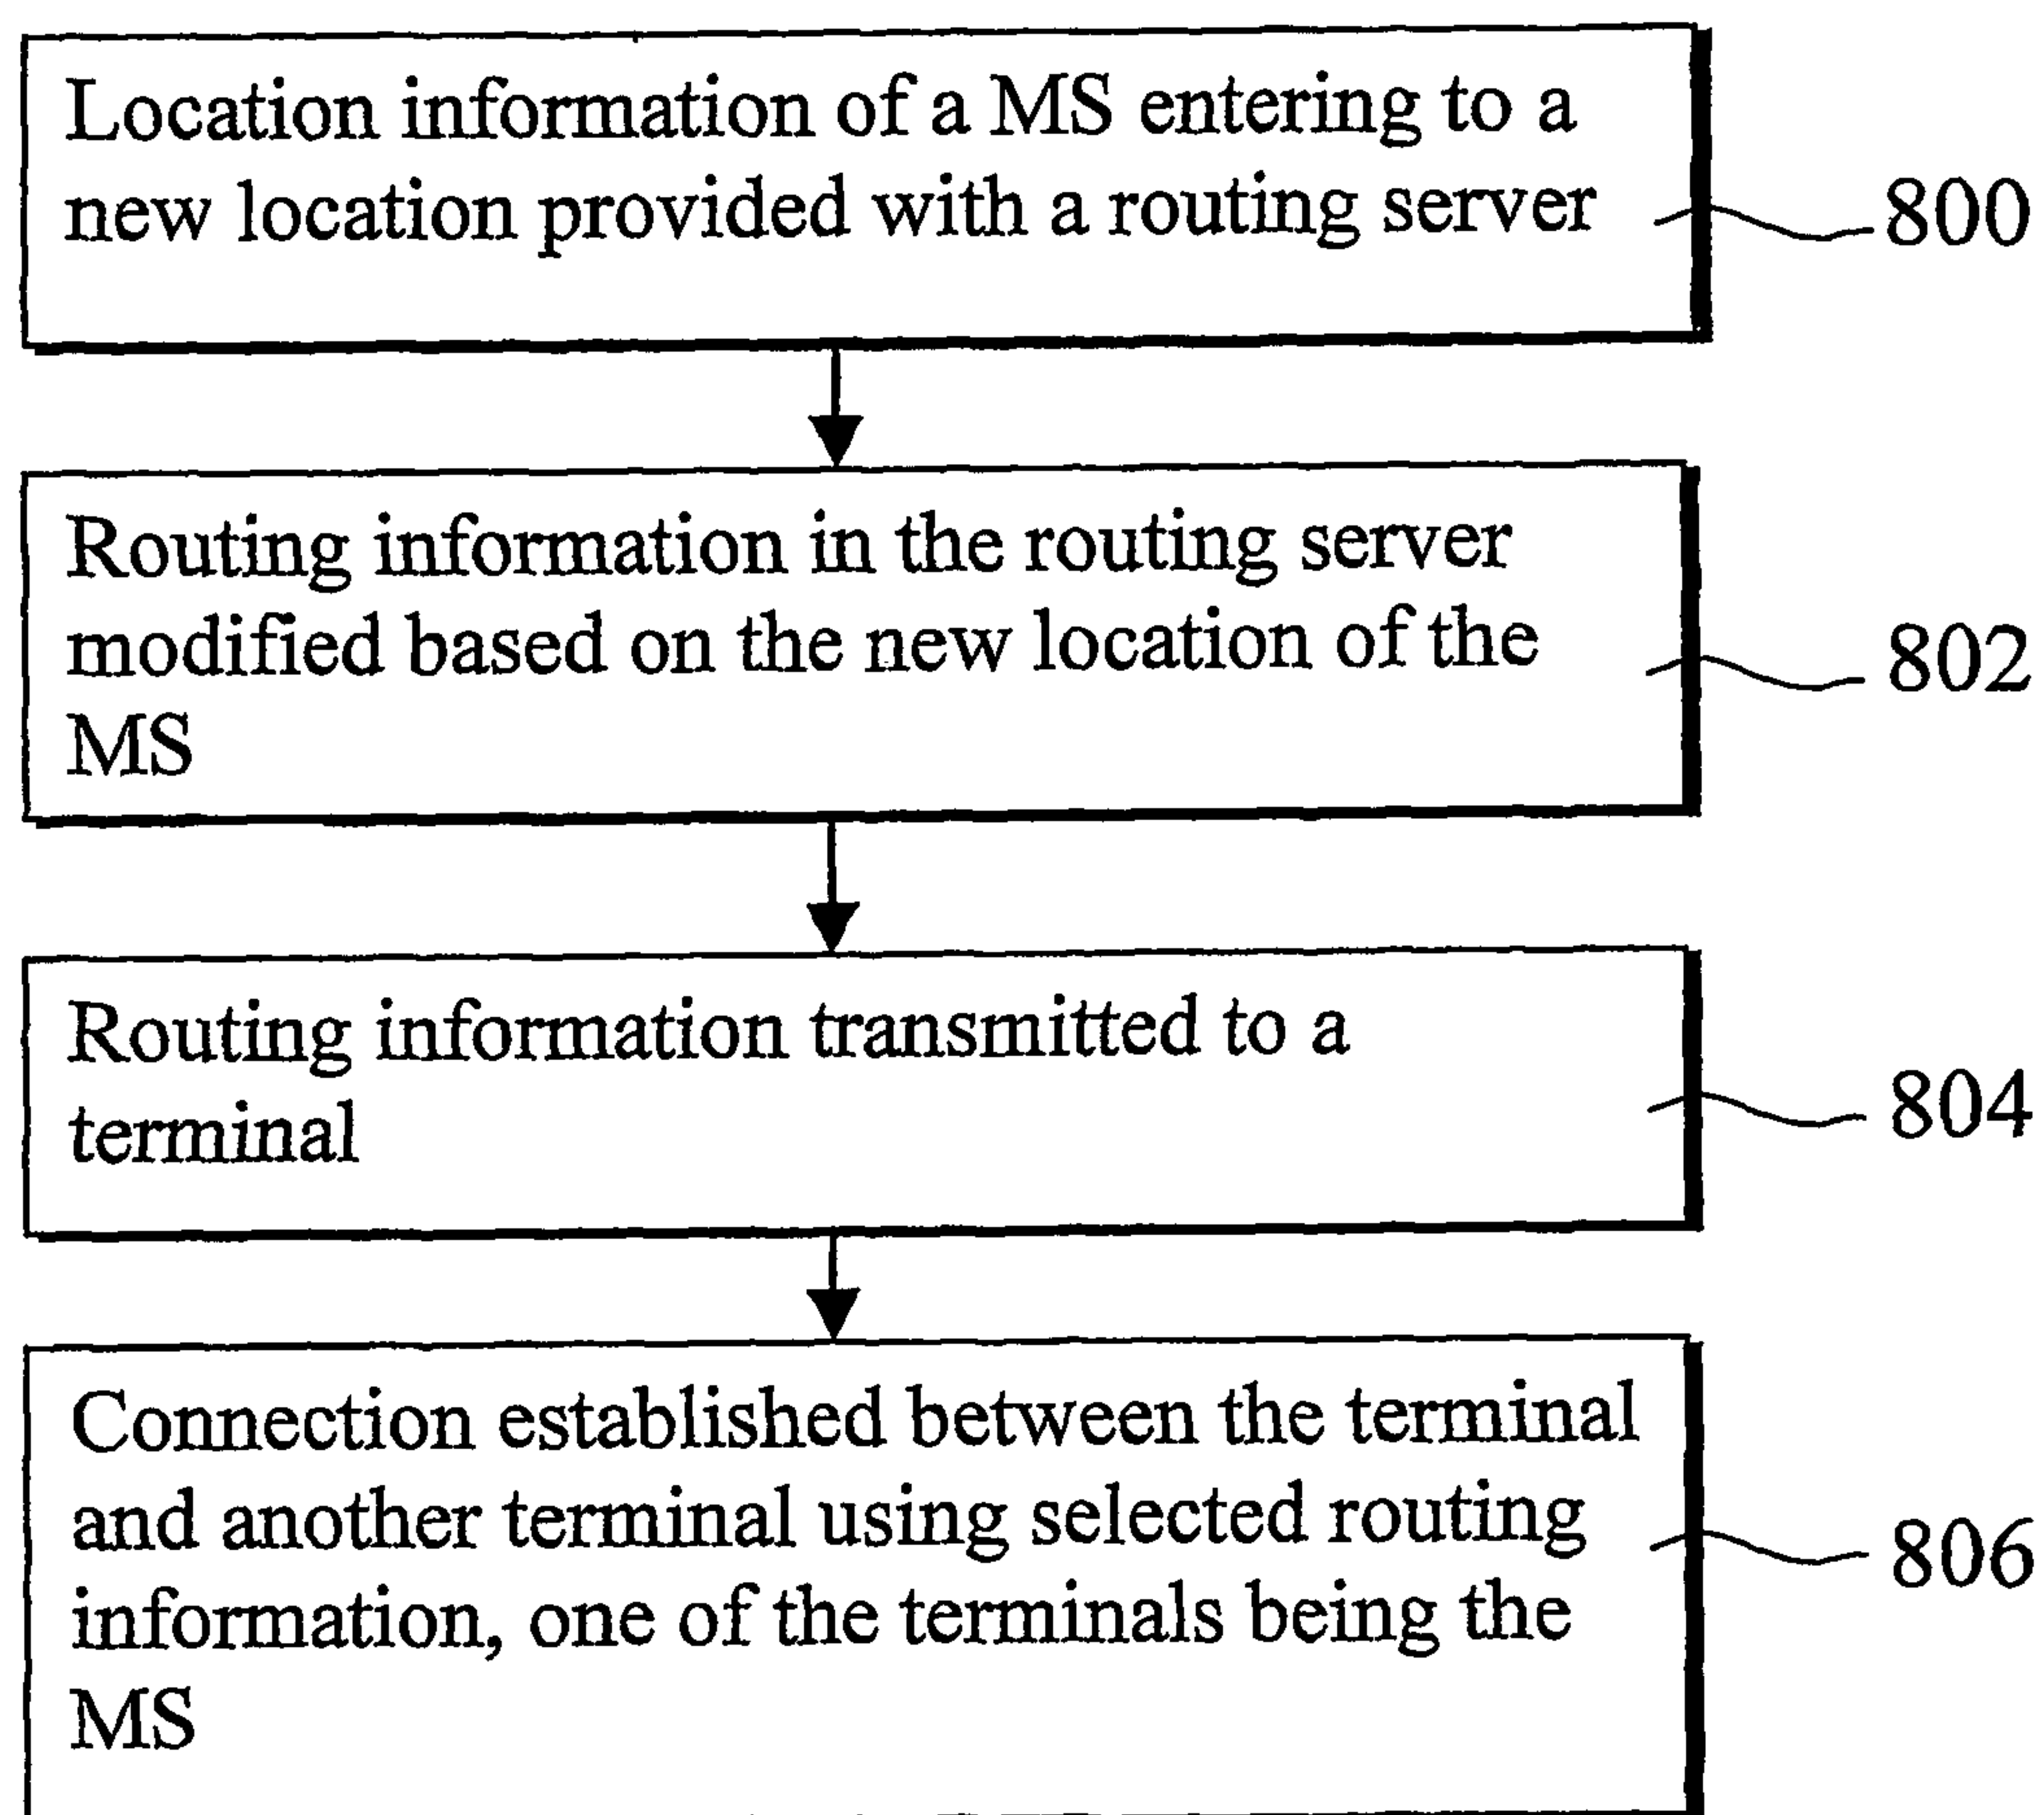 Location information of a MS entering to a
new location provided with a routing server
800
Routing information in the routing server
modified based on the new location of the
MS
802
Routing information transmitted to a
terminal
804
Connection established between the terminal
and another terminal using selected routing
information, one of the terminals being the
MS
806